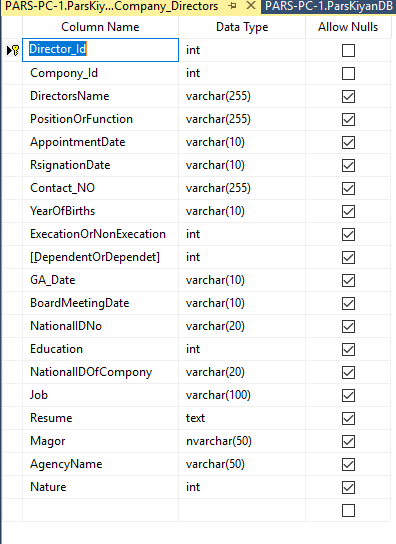 PARS-PC-1.ParsKiy...Company_Directors PARS-PC-1.ParsKiyanDB
Column Name Data Type Allow Nulls
Director_Id int
Compony_Id int
DirectorsName varchar(255)
PositionOrFunction varchar(255)
AppointmentDate varchar(10)
RsignationDate varchar(10)
Contact_NO varchar(255)
YearOfBirths varchar(10)
ExecationOrNonExecation int
[DependentOrDependet] int
GA_Date varchar(10)
BoardMeetingDate varchar(10)
NationalIDNo varchar(20)
Education int
NationalIDOfCompony varchar(20)
Job varchar(100)
Resume text
Magor nvarchar(50)
AgencyName varchar(50)
Nature int